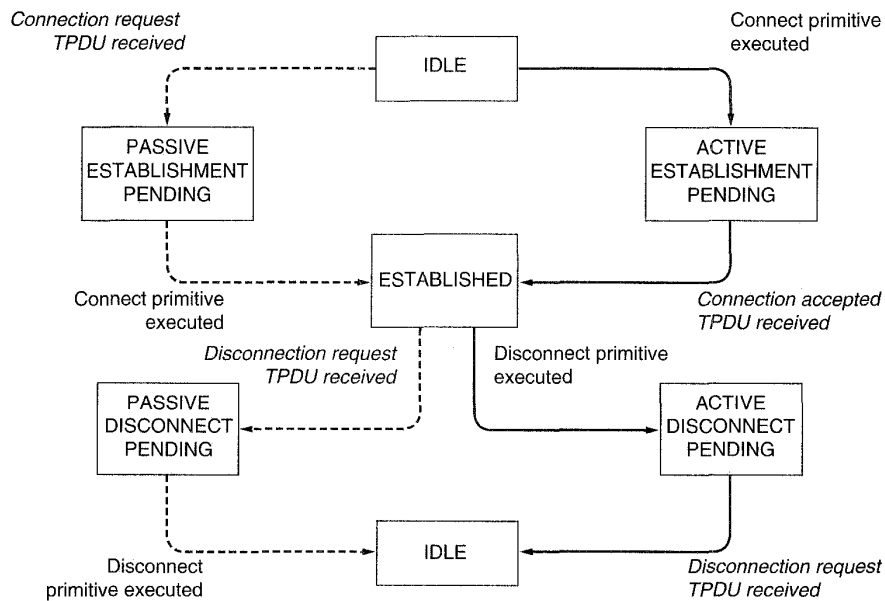 Connection request
TPDU received
Connect primitive
executed
IDLE
PASSIVE
ESTABLISHMENT
PENDING
ACTIVE
ESTABLISHMENT
PENDING
ESTABLISHED
Connect primitive
executed
Connection accepted
TPDU received
Disconnection request
TPDU received
Disconnect primitive
executed
PASSIVE
DISCONNECT
PENDING
ACTIVE
DISCONNECT
PENDING
IDLE
Disconnect
primitive executed
Disconnection request
TPDU received